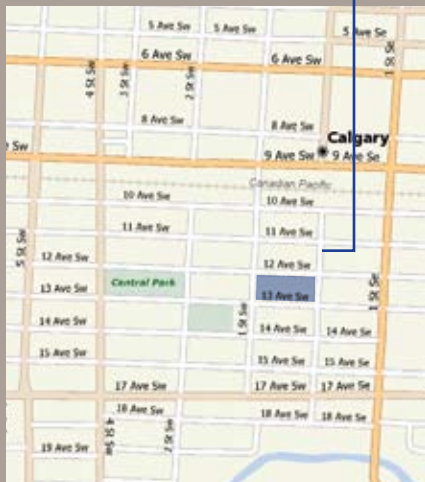 5 Ave Sw
5 Ave Sw
5 Ave Se
6 Ave Sw
6 Ave Sw
1 St Se
4 St Sw
3 St Sw
2 St Sw
8 Ave Sw
8 Ave Sw
Calgary
e Sw
9 Ave Sw
9 Ave Se
Canadian Pacific
10 Ave Sw
10 Ave Sw
11 Ave Sw
11 Ave Sw
5 St Sw
12 Ave Sw
12 Ave Sw
Central Park
13 Ave Sw
13 Ave Sw
1 St Se
14 Ave Sw
1 St Sw
14 Ave Sw
14 Ave Se
15 Ave Sw
15 Ave Sw
15 Ave Se
17 Ave Sw
17 Ave Sw
17 Ave Se
18 Ave Sw
18 Ave Sw
18 Ave Se
4 St Sw
2 St Sw
19 Ave Sw
1 St Se